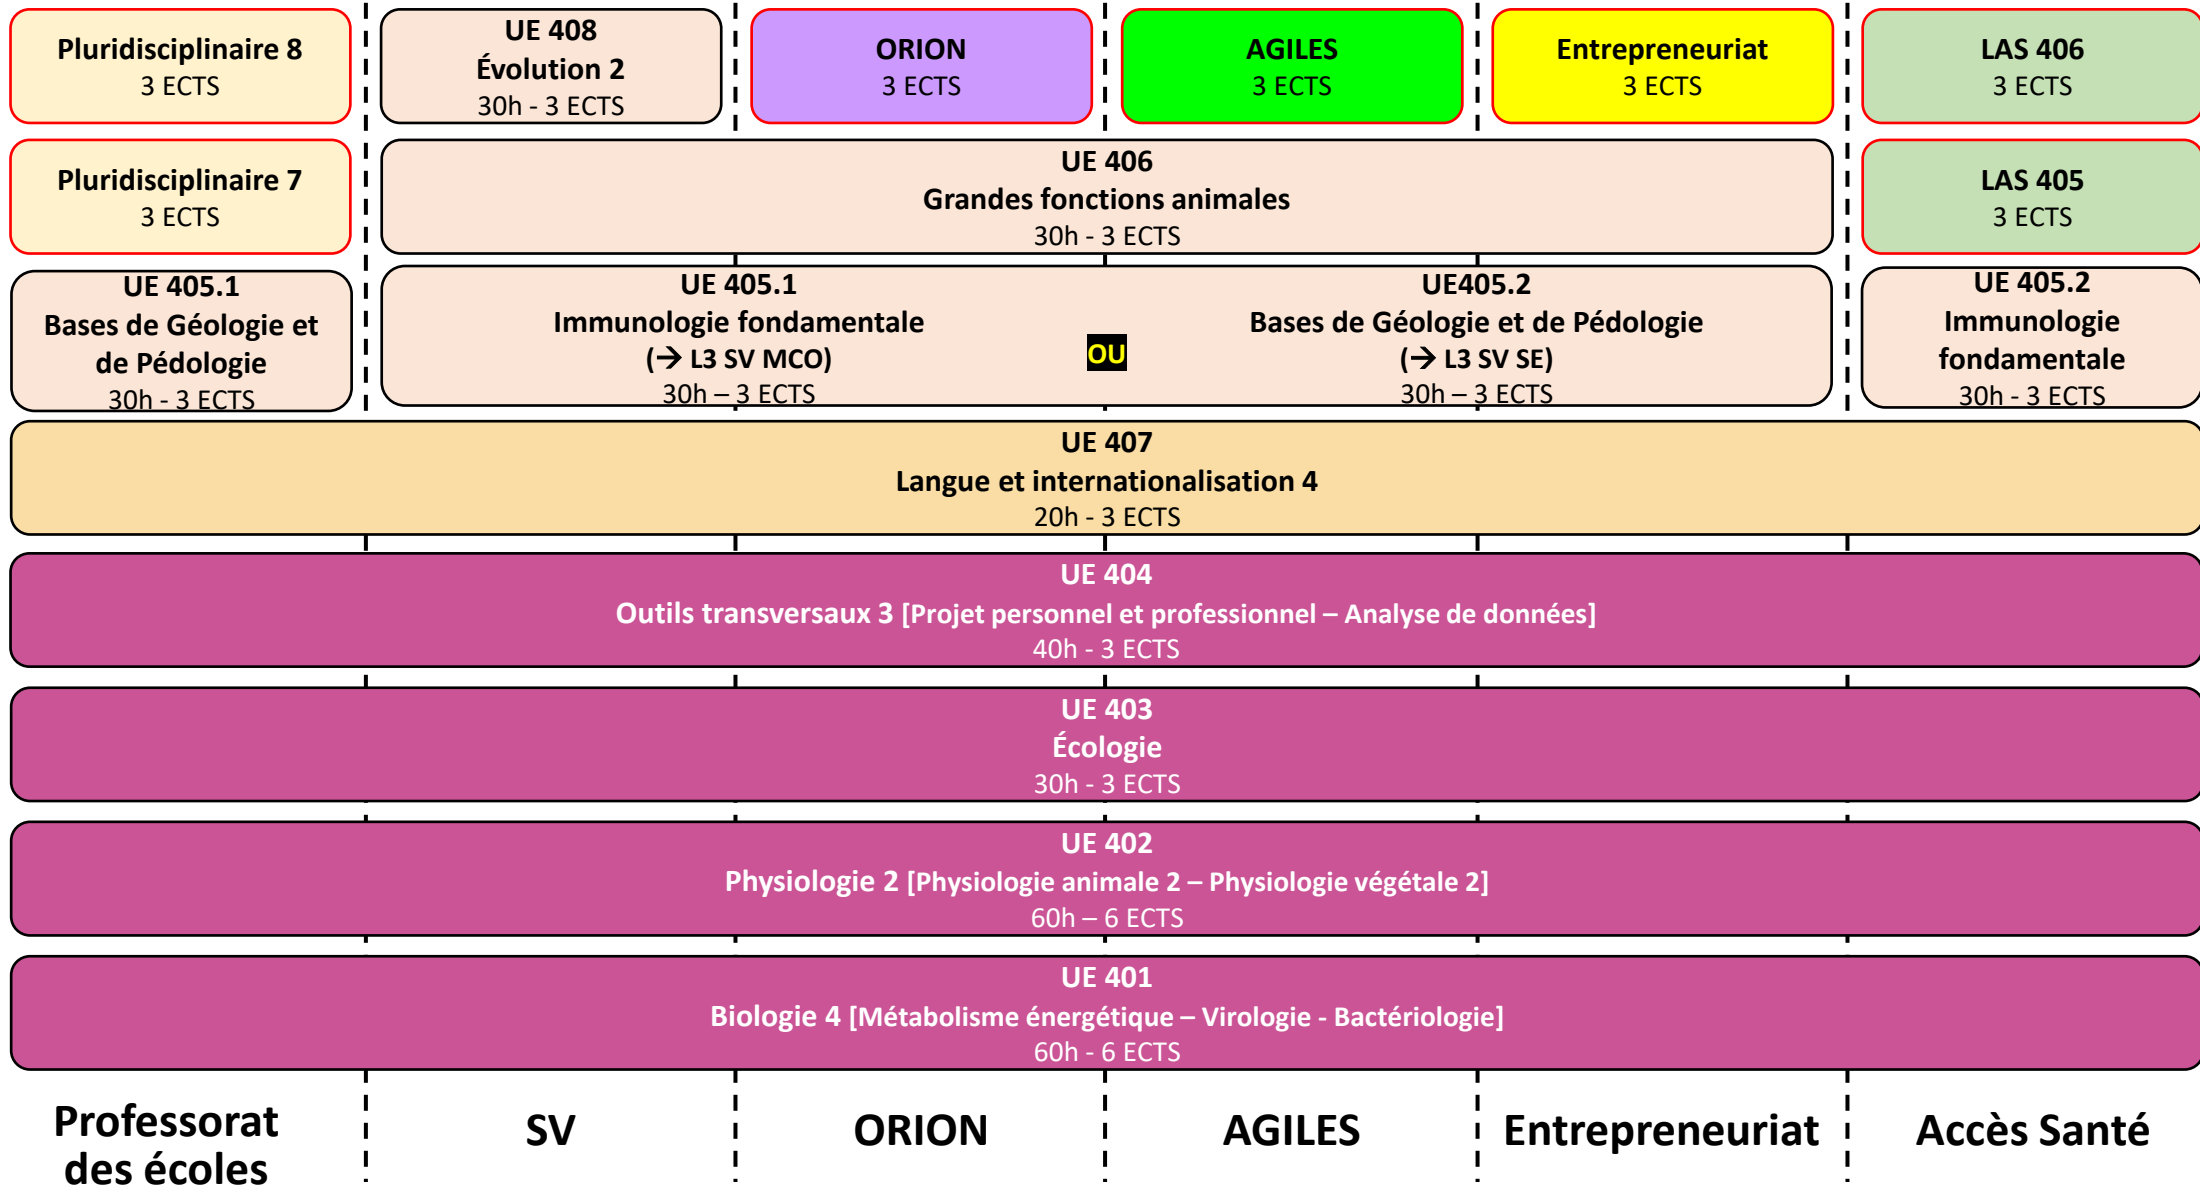 Pluridisciplinaire 8
3 ECTS
UE 408
Évolution 2
30h - 3 ECTS
ORION
3 ECTS
AGILES
3 ECTS
Entrepreneuriat
3 ECTS
LAS 406
3 ECTS
Pluridisciplinaire 7
3 ECTS
UE 406
Grandes fonctions animales
30h - 3 ECTS
LAS 405
3 ECTS
UE 405.1
Bases de Géologie et
de Pédologie
30h - 3 ECTS
UE 405.1
Immunologie fondamentale
(→ L3 SV MCO)
30h – 3 ECTS
OU
UE405.2
Bases de Géologie et de Pédologie
(→ L3 SV SE)
30h – 3 ECTS
UE 405.2
Immunologie
fondamentale
30h - 3 ECTS
UE 407
Langue et internationalisation 4
20h - 3 ECTS
UE 404
Outils transversaux 3 [Projet personnel et professionnel – Analyse de données]
40h - 3 ECTS
UE 403
Écologie
30h - 3 ECTS
UE 402
Physiologie 2 [Physiologie animale 2 – Physiologie végétale 2]
60h – 6 ECTS
UE 401
Biologie 4 [Métabolisme énergétique – Virologie - Bactériologie]
60h - 6 ECTS
Professorat
des écoles
SV
ORION
AGILES
Entrepreneuriat
Accès Santé